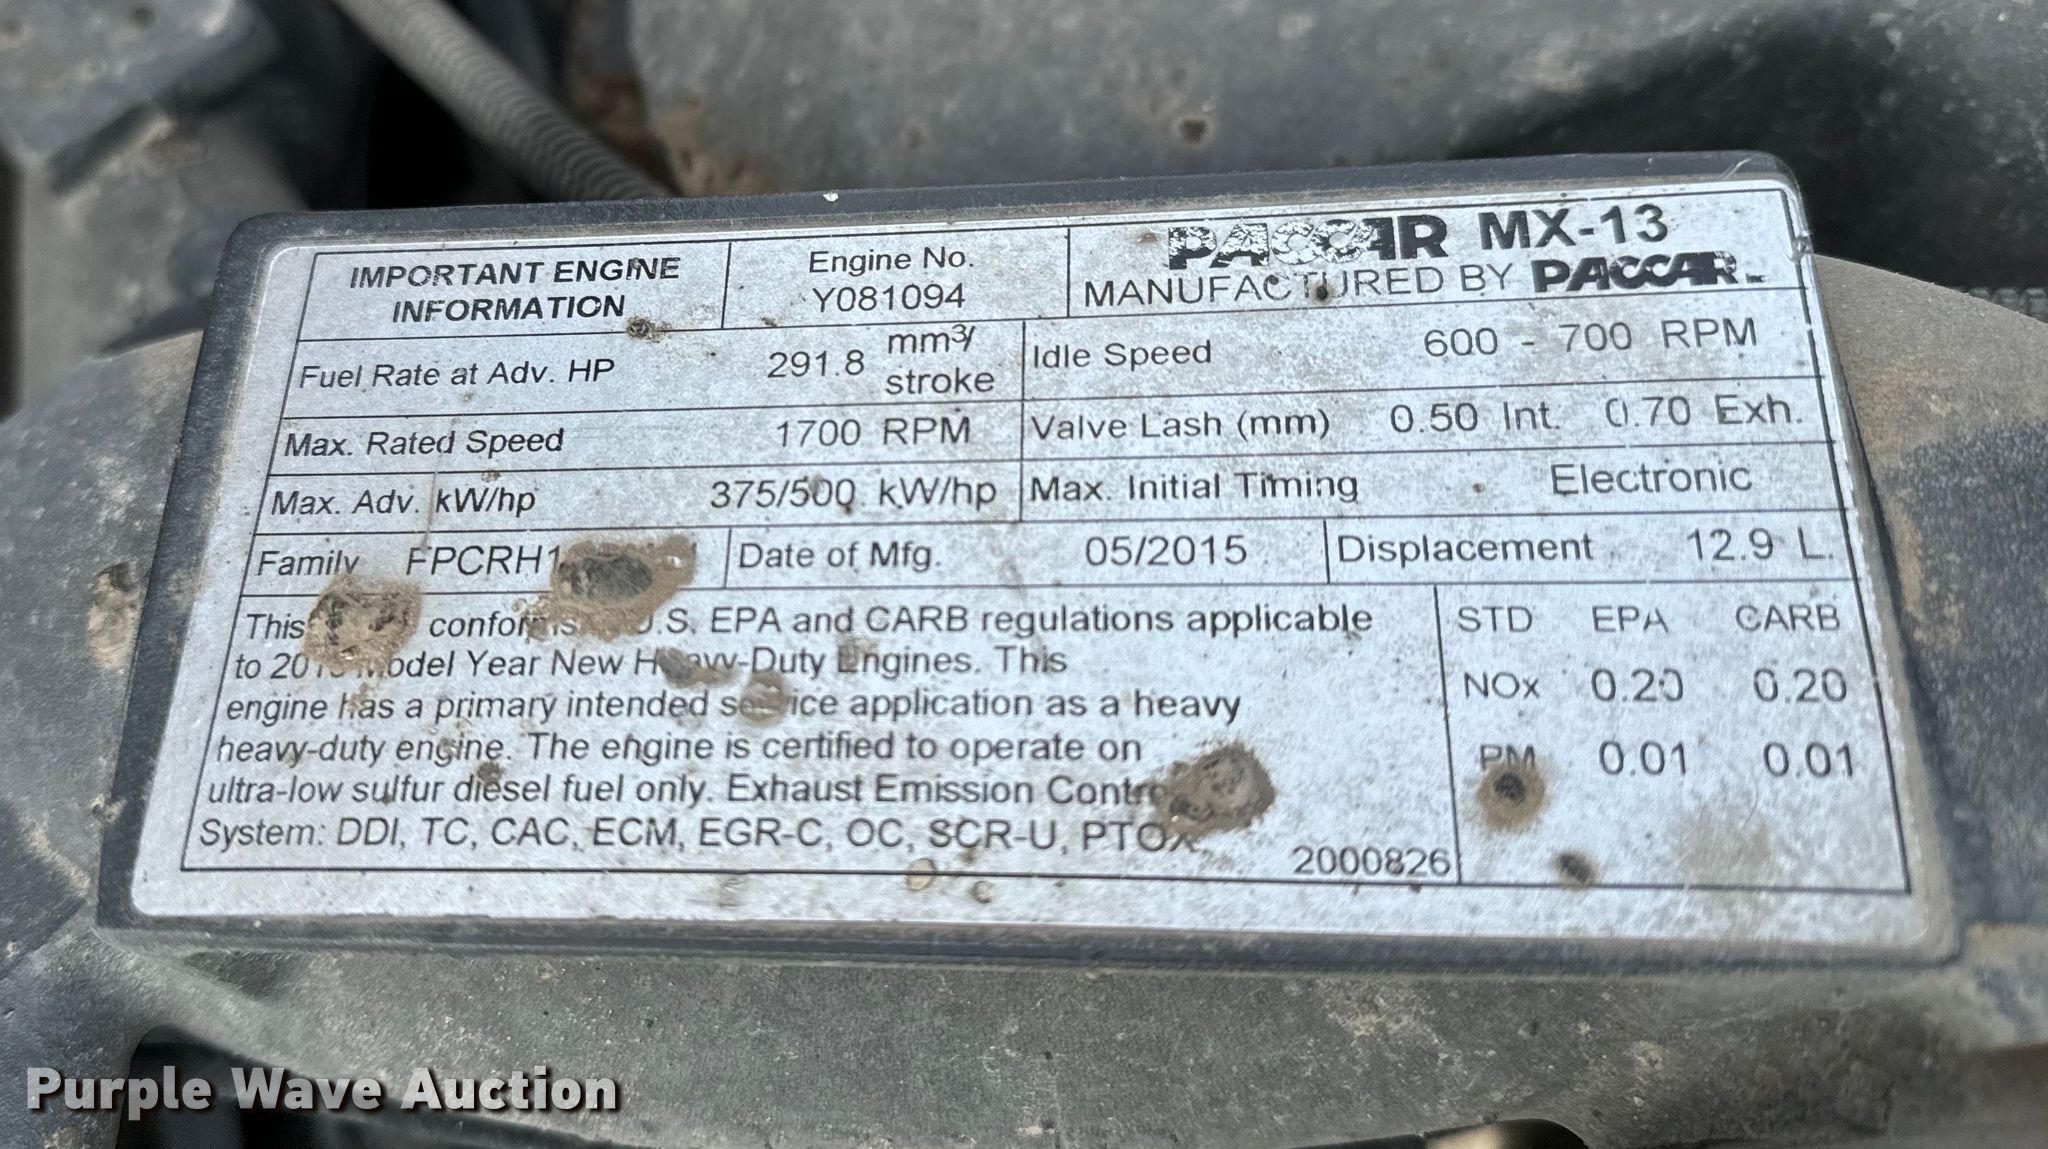 IMPORTANT ENGINE
INFORMATION
Engine No.
Y081094
PACCAR MX-13
MANUFACTURED BY PACCAR
Fuel Rate at Adv. HP 291.8 mm³/
stroke
Idle Speed 600 - 700 RPM
Max. Rated Speed 1700 RPM
Valve Lash (mm) 0.50 Int. 0.70 Exh.
Max. Adv. kW/hp 375/500 kW/hp
Max. Initial Timing Electronic
Family
Date of Mfg. 05/2015
Displacement 12.9 L.
This conforms U.S. EPA and CARB regulations applicable
to Model Year New Heavy-Duty Engines. This
engine has a primary intended service application as a heavy
heavy-duty engine. The engine is certified to operate on
ultra-low sulfur diesel fuel only. Exhaust Emission Control
System: DDI, TC, CAC, ECM, EGR-C, OC, SCR-U, PTOX
2000826
STD EPA CARB
NOx 0.20 0.20
PM 0.01 0.01
Purple Wave Auction